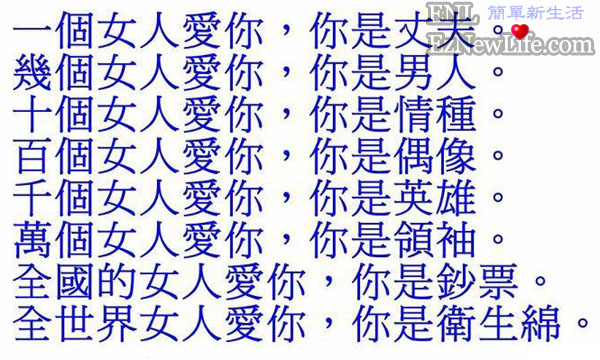 ENL 簡單新生活
EZNewLife.com
一個女人愛你，你是丈夫。
幾個女人愛你，你是男人。
十個女人愛你，你是情種。
百個女人愛你，你是偶像。
千個女人愛你，你是英雄。
萬個女人愛你，你是領袖。
全國的女人愛你，你是鈔票。
全世界女人愛你，你是衛生綿。